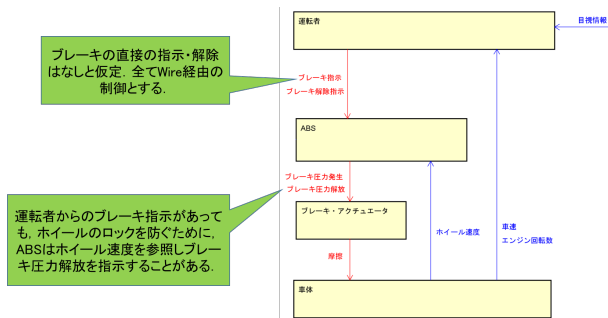 運転者
目視情報
ブレーキの直接の指示・解除
はなしと仮定．全てWire経由の
制御とする．
ブレーキ指示
ブレーキ解除指示
ABS
ブレーキ圧力発生
ブレーキ圧力解放
運転者からのブレーキ指示があって
も，ホイールのロックを防ぐために，
ABSはホイール速度を参照しブレー
キ圧力解放を指示することがある．
ブレーキ・アクチュエータ
ホイール速度
車速
エンジン回転数
摩擦
車体